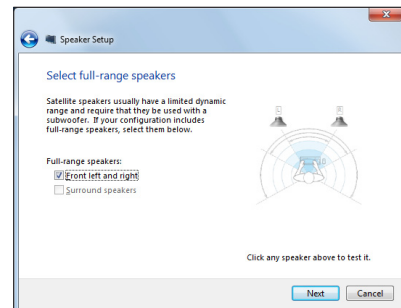 Speaker Setup
Select full-range speakers
Satellite speakers usually have a limited dynamic
range and require that they be used with a
subwoofer. If your configuration includes
full-range speakers, select them below.
Full-range speakers:
Front left and right
Surround speakers
Click any speaker above to test it.
Next
Cancel